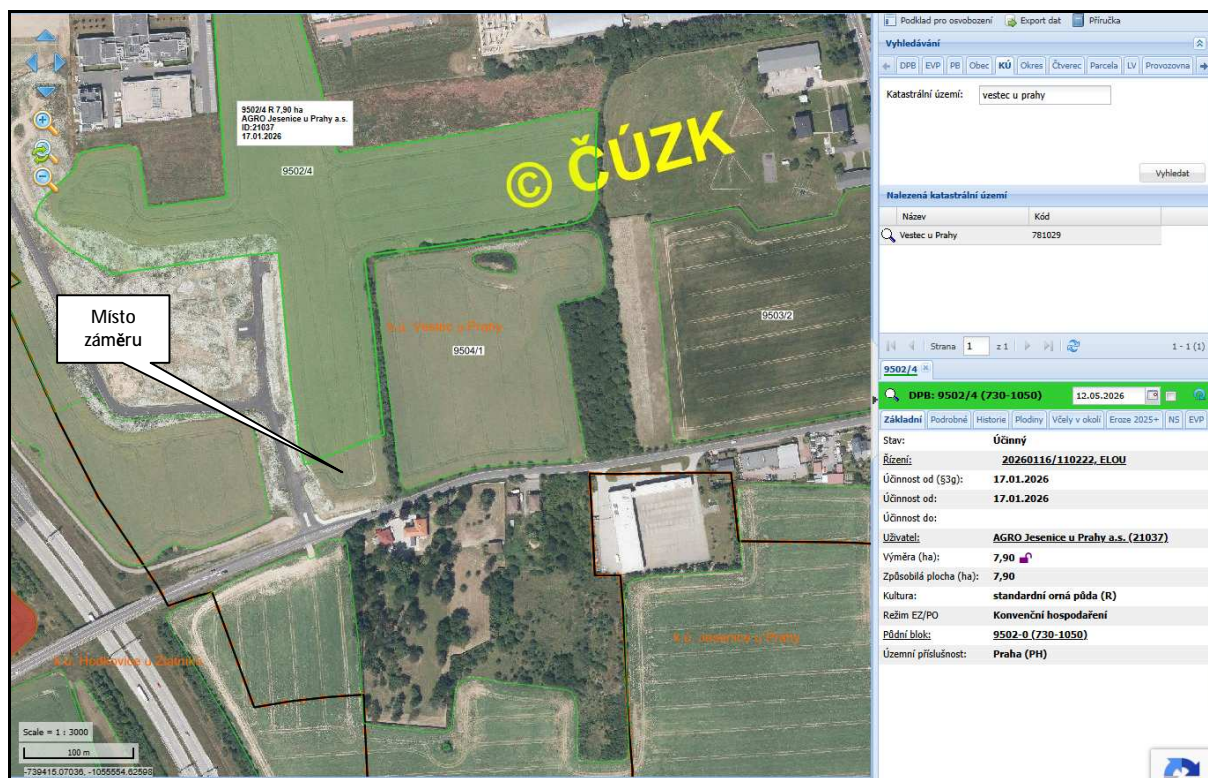 9502/4 R 7,90 ha
AGRO Jesenice u Prahy a.s.
ID:21037
17.01.2026
9502/4
© ČÚZK
Místo
záměru
k.ú. Vestec u Prahy
9504/1
9503/2
k.ú. Jesenice u Prahy
k.ú. Hodkovice u Zlatníků
Scale = 1 : 3000
100 m
-739415.07036, -1055554.62598
Podklad pro osvobození Export dat Příručka
Vyhledávání
DPB EVP PB Obec KÚ Okres Čtverec Parcela LV Provozovna
Katastrální území: vestec u prahy
Vyhledat
Nalezená katastrální území
Název Kód
Vestec u Prahy 781029
Strana 1 z 1 1 - 1 (1)
9502/4
DPB: 9502/4 (730-1050) 12.05.2026
Základní Podrobné Historie Plodiny Včely v okolí Eroze 2025+ NS EVP
Stav: Účinný
Řízení: 20260116/110222, ELOU
Účinnost od (§3g): 17.01.2026
Účinnost od: 17.01.2026
Účinnost do:
Uživatel: AGRO Jesenice u Prahy a.s. (21037)
Výměra (ha): 7,90
Způsobilá plocha (ha): 7,90
Kultura: standardní orná půda (R)
Režim EZ/PO Konvenční hospodaření
Půdní blok: 9502-0 (730-1050)
Územní příslušnost: Praha (PH)